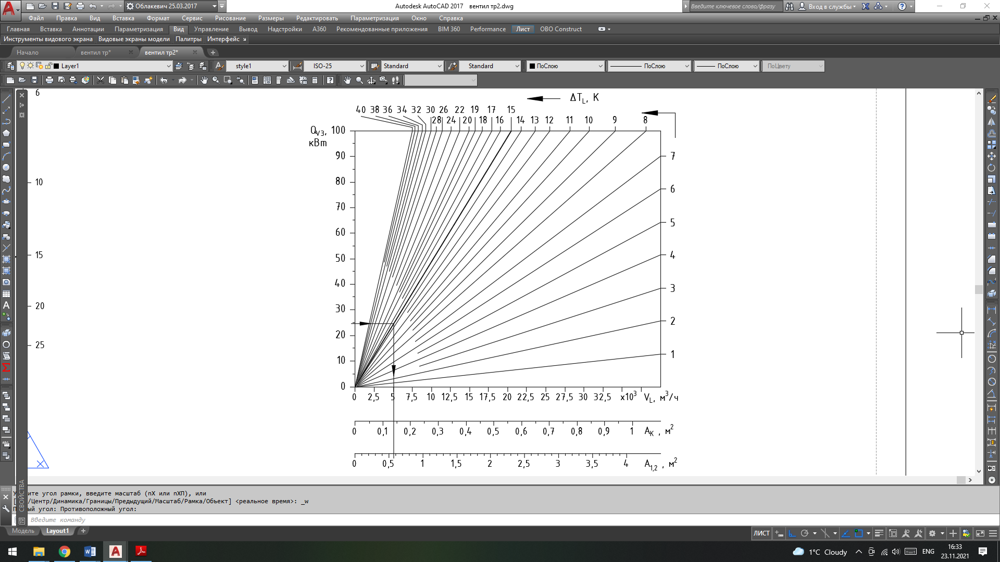 Облакевич 25.03.2017
Autodesk AutoCAD 2017 вентил тр2.dwg
Введите ключевое слово/фразу
Вход в службы
Файл Правка Вид Вставка Формат Сервис Рисование Размеры Редактировать Параметризация Окно Справка
Главная Вставка Аннотации Параметризация Вид Управление Вывод Надстройки A360 Рекомендованные приложения BIM 360 Performance Лист OBO Construct
Инструменты видового экрана Видовые экраны модели Палитры Интерфейс
Начало вентил тр* вентил тр2*
Layer1 style1 ISO-25 Standard Standard ПоСлою ПоСлою ПоСлою ПоЦвету
6
10
15
20
25
ΔTL, К
40 38 36 34 32 30 26 22 19 17 15
28 24 20 18 16 14 13 12 11 10 9 8
QV3,
кВт
100
90
80
70
60
50
40
30
20
10
0
7
6
5
4
3
2
1
0 2,5 5 7,5 10 12,5 15 17,5 20 22,5 25 27,5 30 32,5 x10³ VL, м³/ч
0 0,1 0,2 0,3 0,4 0,5 0,6 0,7 0,8 0,9 1 AK , м²
0 0,5 1 1,5 2 2,5 3 3,5 4 A1,2 , м²
СВОЙСТВА
ите угол рамки, введите масштаб (nX или nXП), или
/Центр/Динамика/Границы/Предыдущий/Масштаб/Рамка/Объект] <реальное время>: _w
ый угол: Противоположный угол:
Введите команду
Модель Layout1
ЛИСТ
1°C Cloudy
ENG
16:33
23.11.2021